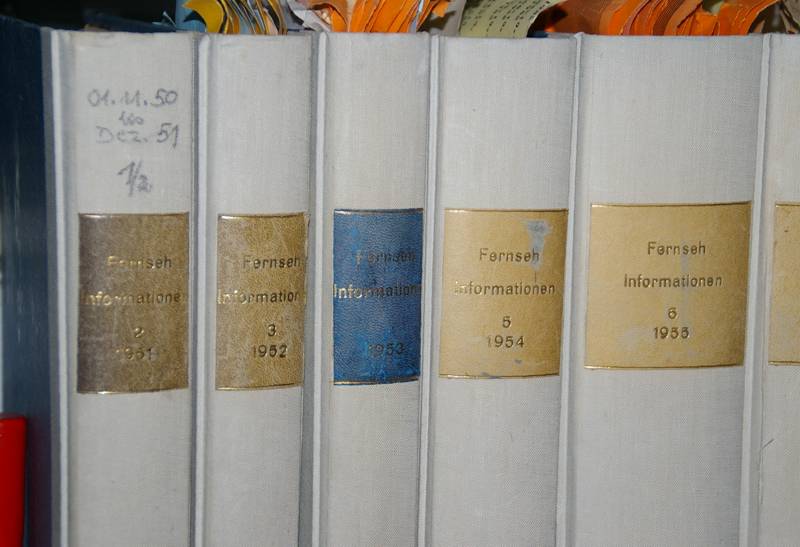 01.11.50
bis
Dez. 51
1/2
Fernseh
Informationen
2
1951
Fernseh
Information
3
1952
Fernseh
Informationen
1953
Fernseh
Informationen
5
1954
Fernseh
Informationen
6
1955